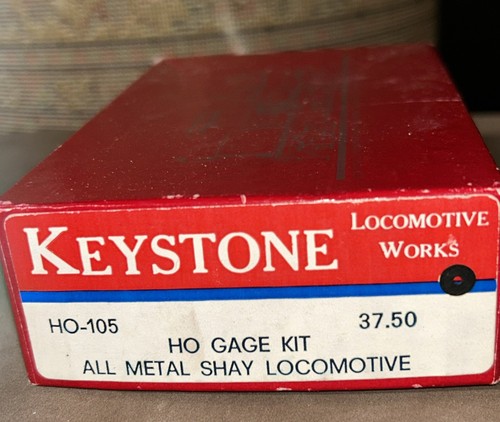 KEYSTONE LOCOMOTIVE WORKS
HO-105 37.50
HO GAGE KIT
ALL METAL SHAY LOCOMOTIVE